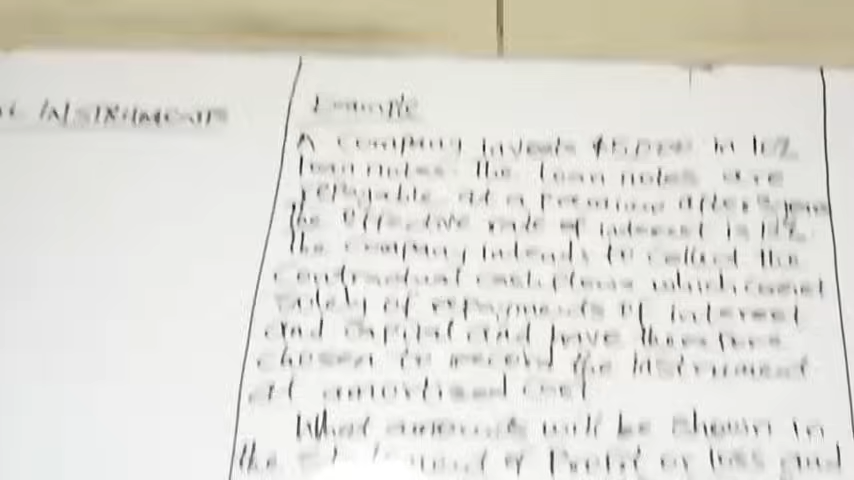 INSTRUMENTS
Example
A company invests $5,000 in 10%
loan notes. The loan notes are
repayable at a premium after 3 years
The effective rate of interest is 12%
The company intends to collect the
contractual cash flows which consist
solely of repayments of interest
and capital and have therefore
chosen to record the instrument
at amortised cost
What amounts will be shown in
the statement of Profit or loss and